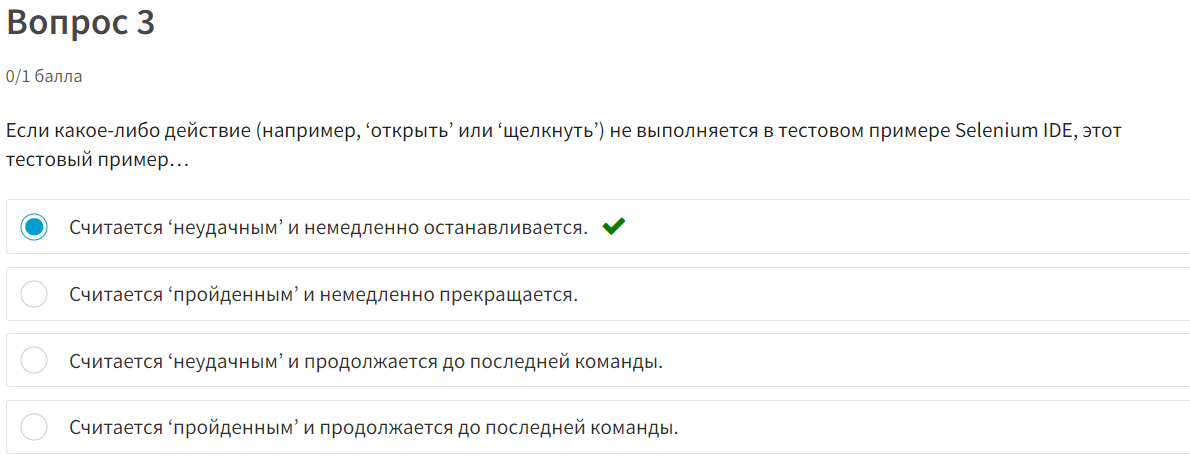 Вопрос 3
0/1 балла
Если какое-либо действие (например, ‘открыть’ или ‘щелкнуть’) не выполняется в тестовом примере Selenium IDE, этот
тестовый пример…
Считается ‘неудачным’ и немедленно останавливается.
Считается ‘пройденным’ и немедленно прекращается.
Считается ‘неудачным’ и продолжается до последней команды.
Считается ‘пройденным’ и продолжается до последней команды.